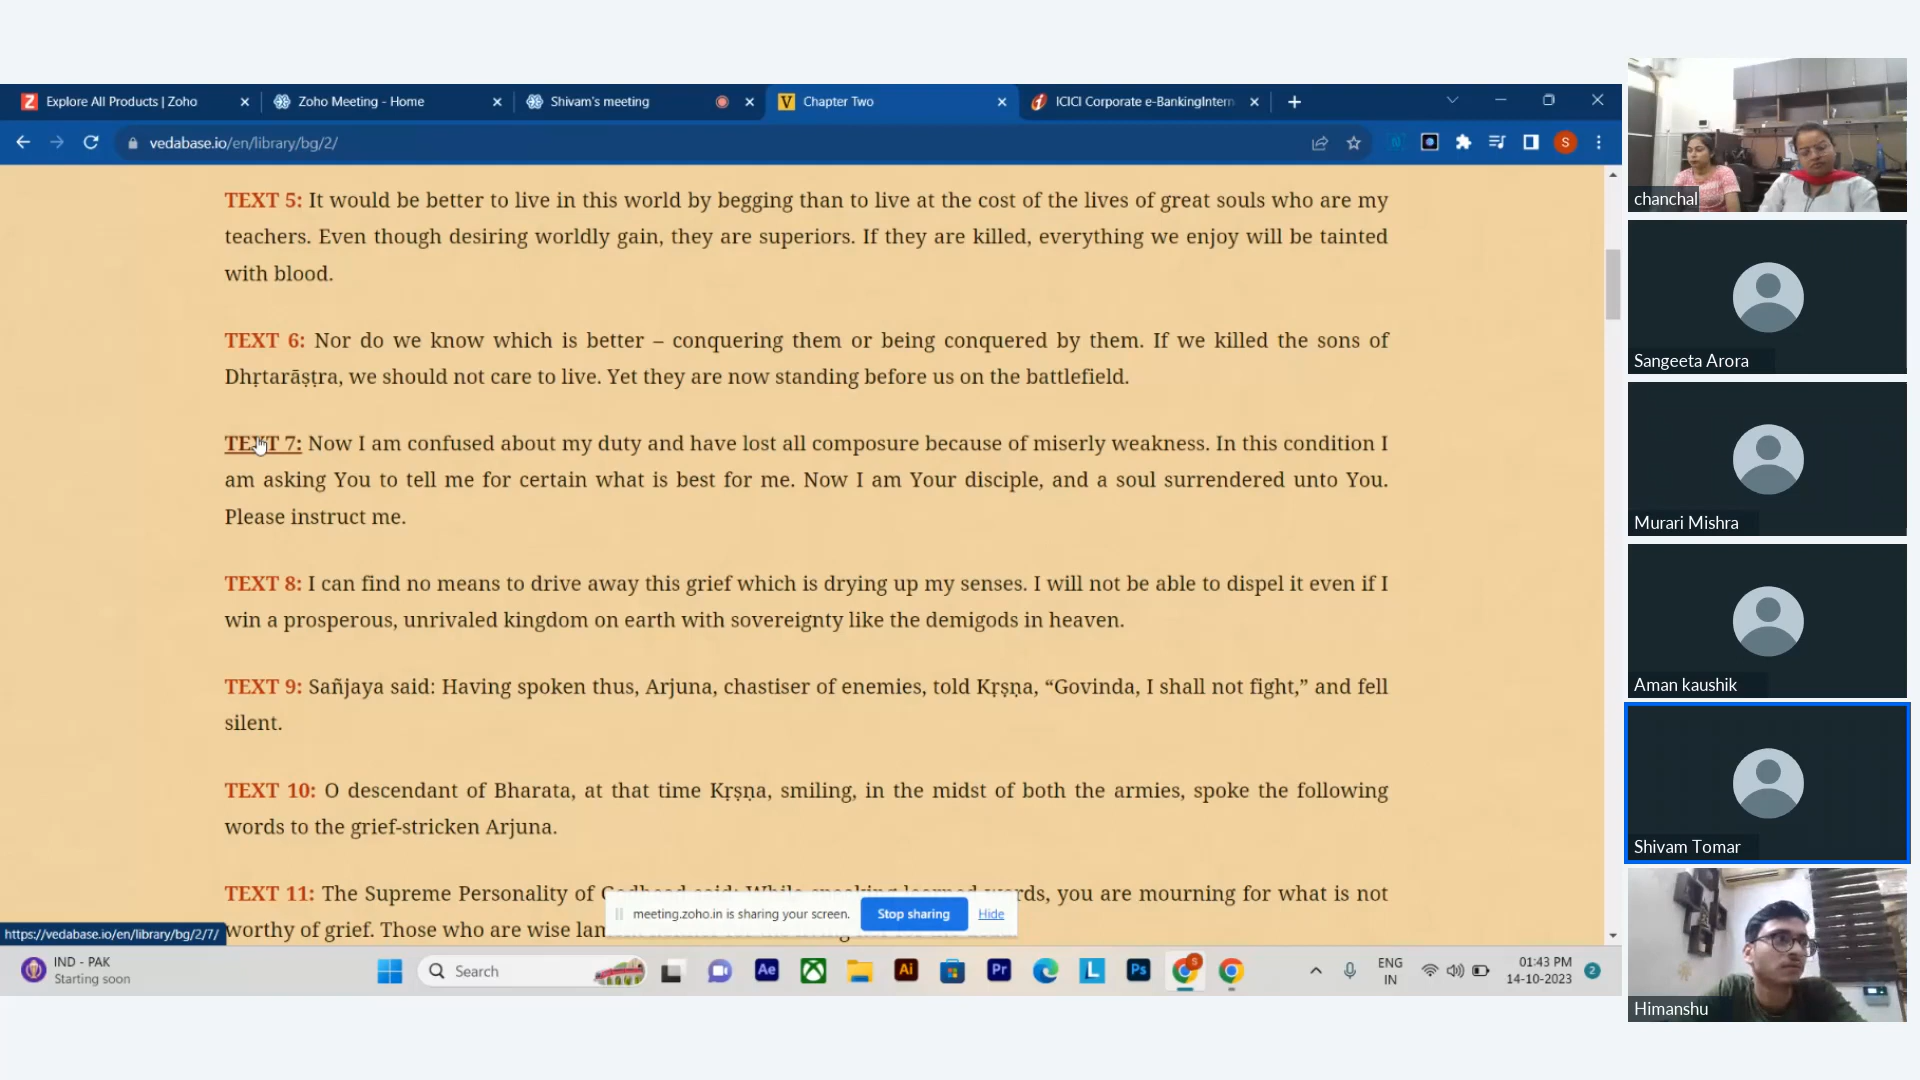 Explore All Products | Zoho
Zoho Meeting - Home
Shivam's meeting
Chapter Two
ICICI Corporate e-BankingIntern
vedabase.io/en/library/bg/2/
S
TEXT 5: It would be better to live in this world by begging than to live at the cost of the lives of great souls who are my
teachers. Even though desiring worldly gain, they are superiors. If they are killed, everything we enjoy will be tainted
with blood.
TEXT 6: Nor do we know which is better – conquering them or being conquered by them. If we killed the sons of
Dhṛtarāṣṭra, we should not care to live. Yet they are now standing before us on the battlefield.
TEXT 7: Now I am confused about my duty and have lost all composure because of miserly weakness. In this condition I
am asking You to tell me for certain what is best for me. Now I am Your disciple, and a soul surrendered unto You.
Please instruct me.
TEXT 8: I can find no means to drive away this grief which is drying up my senses. I will not be able to dispel it even if I
win a prosperous, unrivaled kingdom on earth with sovereignty like the demigods in heaven.
TEXT 9: Sañjaya said: Having spoken thus, Arjuna, chastiser of enemies, told Kṛṣṇa, “Govinda, I shall not fight,” and fell
silent.
TEXT 10: O descendant of Bharata, at that time Kṛṣṇa, smiling, in the midst of both the armies, spoke the following
words to the grief-stricken Arjuna.
TEXT 11: The Supreme Personality of you are mourning for what is not
worthy of grief. Those who are wise
meeting.zoho.in is sharing your screen.
Stop sharing
Hide
https://vedabase.io/en/library/bg/2/7/
IND - PAK
Starting soon
Search
Ae
Ai
Pr
L
Ps
S
ENG
IN
01:43 PM
14-10-2023
2
chanchal
Sangeeta Arora
Murari Mishra
Aman kaushik
Shivam Tomar
Himanshu